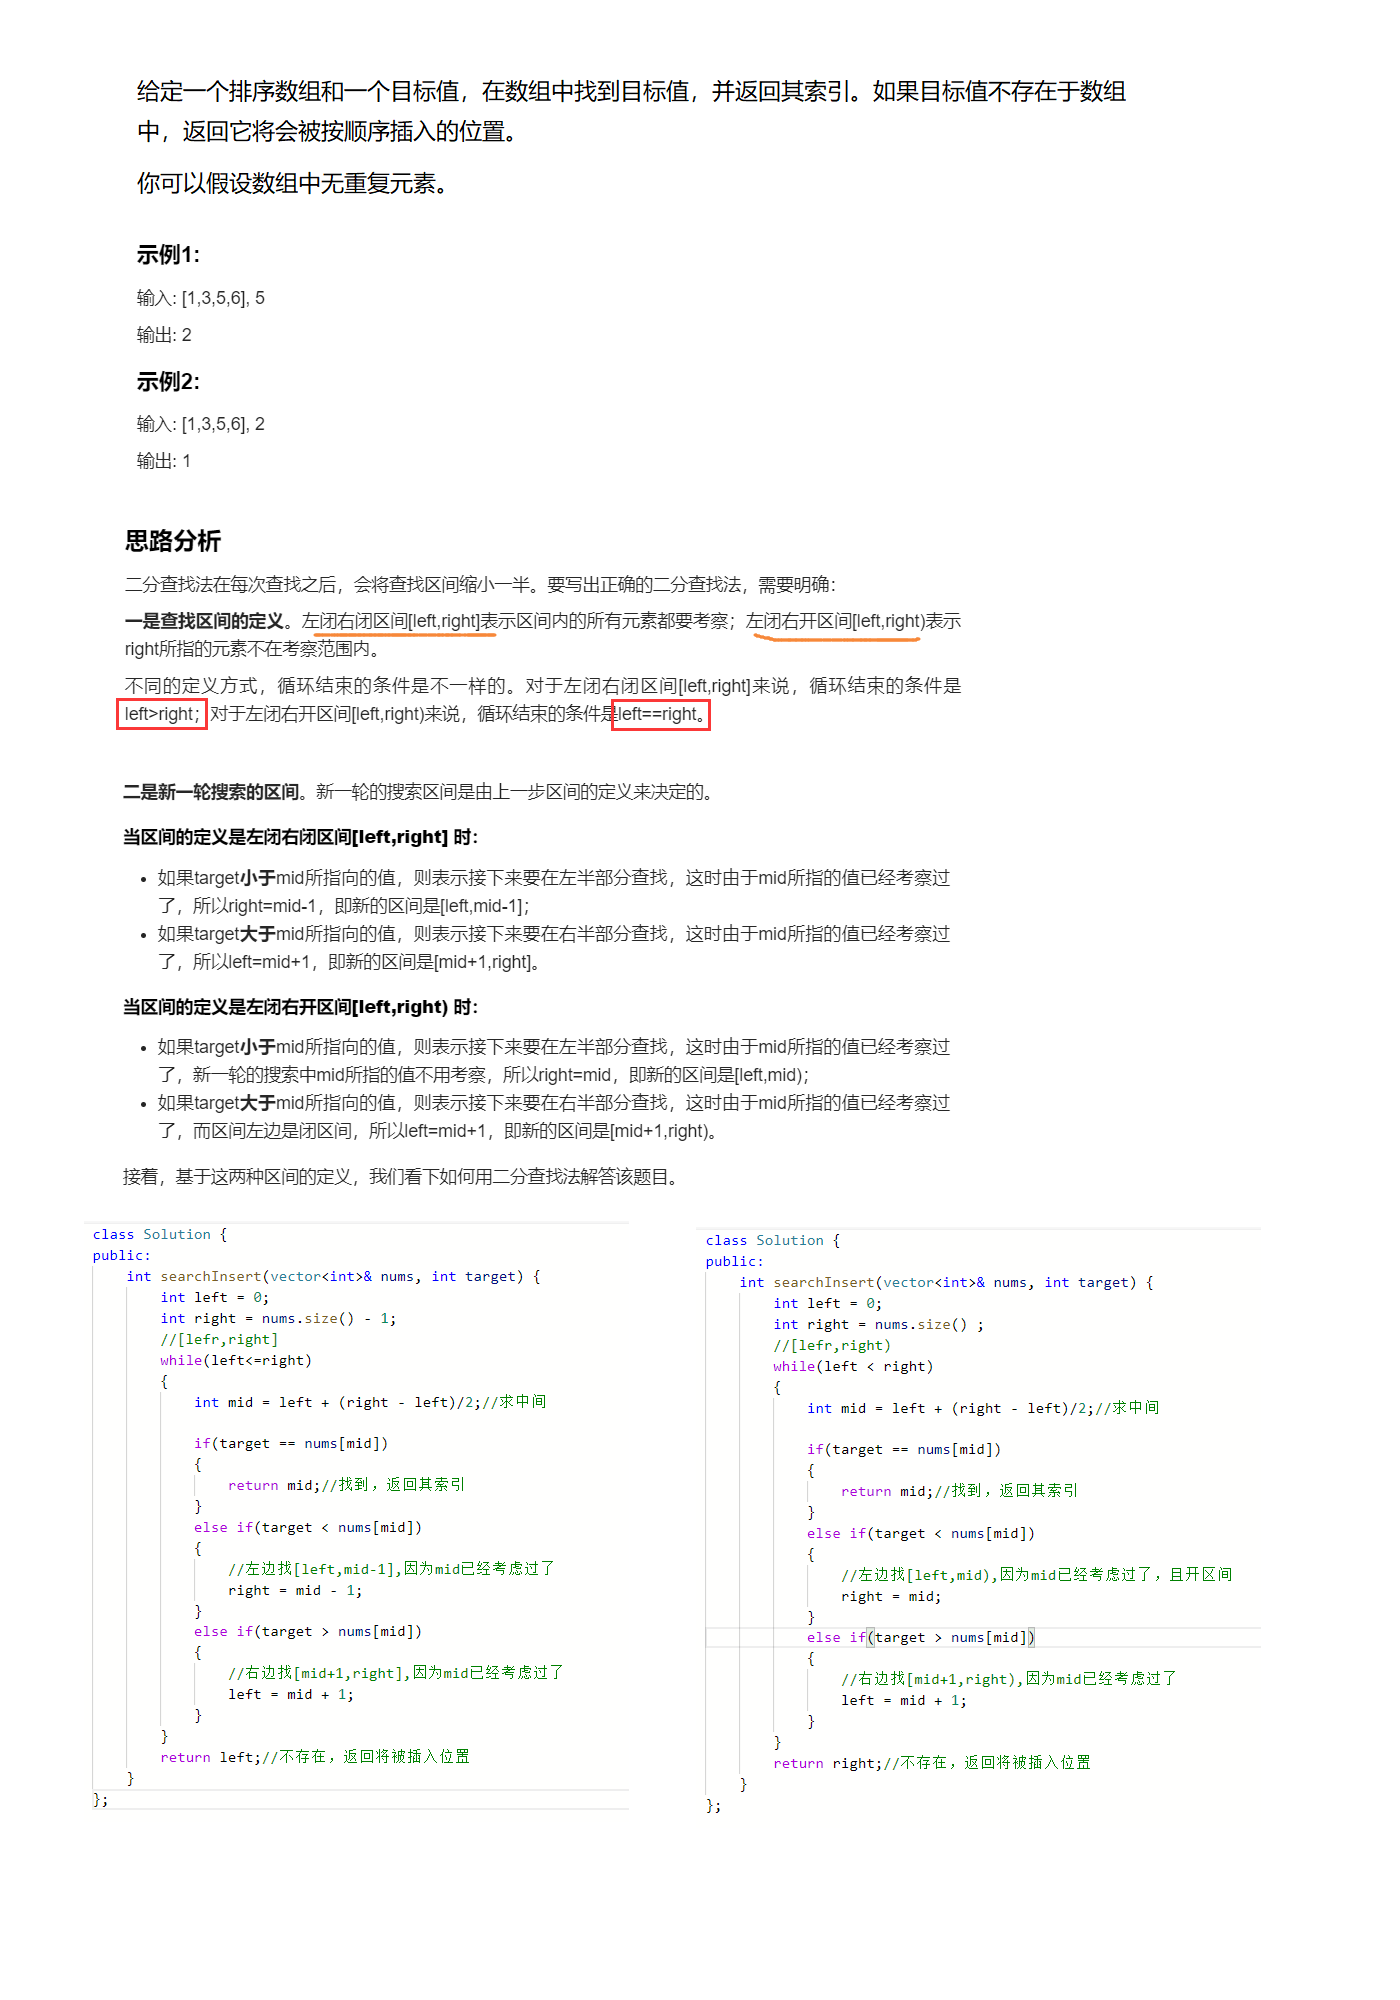 给定一个排序数组和一个目标值，在数组中找到目标值，并返回其索引。如果目标值不存在于数组
中，返回它将会被按顺序插入的位置。
你可以假设数组中无重复元素。
示例1:
输入: [1,3,5,6], 5
输出: 2
示例2:
输入: [1,3,5,6], 2
输出: 1
思路分析
二分查找法在每次查找之后，会将查找区间缩小一半。要写出正确的二分查找法，需要明确：
一是查找区间的定义。左闭右闭区间[left,right]表示区间内的所有元素都要考察；左闭右开区间[left,right)表示
right所指的元素不在考察范围内。
不同的定义方式，循环结束的条件是不一样的。对于左闭右闭区间[left,right]来说，循环结束的条件是
left>right；对于左闭右开区间[left,right)来说，循环结束的条件是left==right。
二是新一轮搜索的区间。新一轮的搜索区间是由上一步区间的定义来决定的。
当区间的定义是左闭右闭区间[left,right] 时：
• 如果target小于mid所指向的值，则表示接下来要在左半部分查找，这时由于mid所指的值已经考察过
了，所以right=mid-1，即新的区间是[left,mid-1]；
• 如果target大于mid所指向的值，则表示接下来要在右半部分查找，这时由于mid所指的值已经考察过
了，所以left=mid+1，即新的区间是[mid+1,right]。
当区间的定义是左闭右开区间[left,right) 时：
• 如果target小于mid所指向的值，则表示接下来要在左半部分查找，这时由于mid所指的值已经考察过
了，新一轮的搜索中mid所指的值不用考察，所以right=mid，即新的区间是[left,mid)；
• 如果target大于mid所指向的值，则表示接下来要在右半部分查找，这时由于mid所指的值已经考察过
了，而区间左边是闭区间，所以left=mid+1，即新的区间是[mid+1,right)。
接着，基于这两种区间的定义，我们看下如何用二分查找法解答该题目。
class Solution {
public:
int searchInsert(vector<int>& nums, int target) {
int left = 0;
int right = nums.size() - 1;
//[lefr,right]
while(left<=right)
{
int mid = left + (right - left)/2;//求中间
if(target == nums[mid])
{
return mid;//找到，返回其索引
}
else if(target < nums[mid])
{
//左边找[left,mid-1],因为mid已经考虑过了
right = mid - 1;
}
else if(target > nums[mid])
{
//右边找[mid+1,right],因为mid已经考虑过了
left = mid + 1;
}
}
return left;//不存在，返回将被插入位置
}
};
class Solution {
public:
int searchInsert(vector<int>& nums, int target) {
int left = 0;
int right = nums.size() ;
//[lefr,right)
while(left < right)
{
int mid = left + (right - left)/2;//求中间
if(target == nums[mid])
{
return mid;//找到，返回其索引
}
else if(target < nums[mid])
{
//左边找[left,mid),因为mid已经考虑过了，且开区间
right = mid;
}
else if(target > nums[mid])
{
//右边找[mid+1,right),因为mid已经考虑过了
left = mid + 1;
}
}
return right;//不存在，返回将被插入位置
}
};